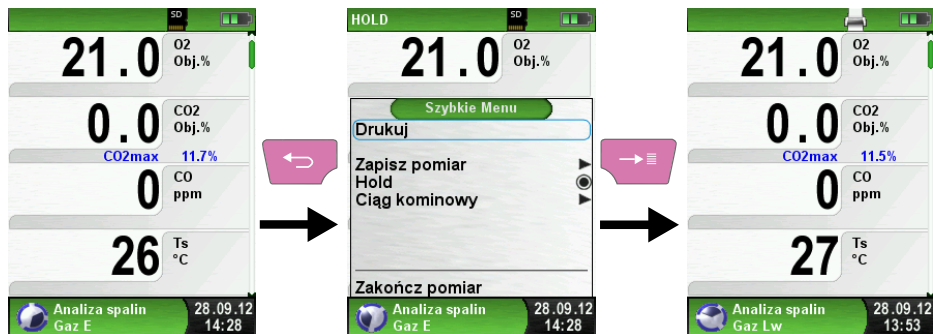 SD
21.0 O2
Obj.%
0.0 CO2
Obj.%
CO2max 11.7%
0 CO
ppm
26 Ts
°C
Analiza spalin
Gaz E
28.09.12
14:28
HOLD
SD
21.0 O2
Obj.%
Szybkie Menu
Drukuj
Zapisz pomiar
Hold
Ciąg kominowy
Zakończ pomiar
Analiza spalin
Gaz E
28.09.12
14:28
21.0 O2
Obj.%
0.0 CO2
Obj.%
CO2max 11.5%
0 CO
ppm
27 Ts
°C
Analiza spalin
Gaz Lw
28.09.12
13:53